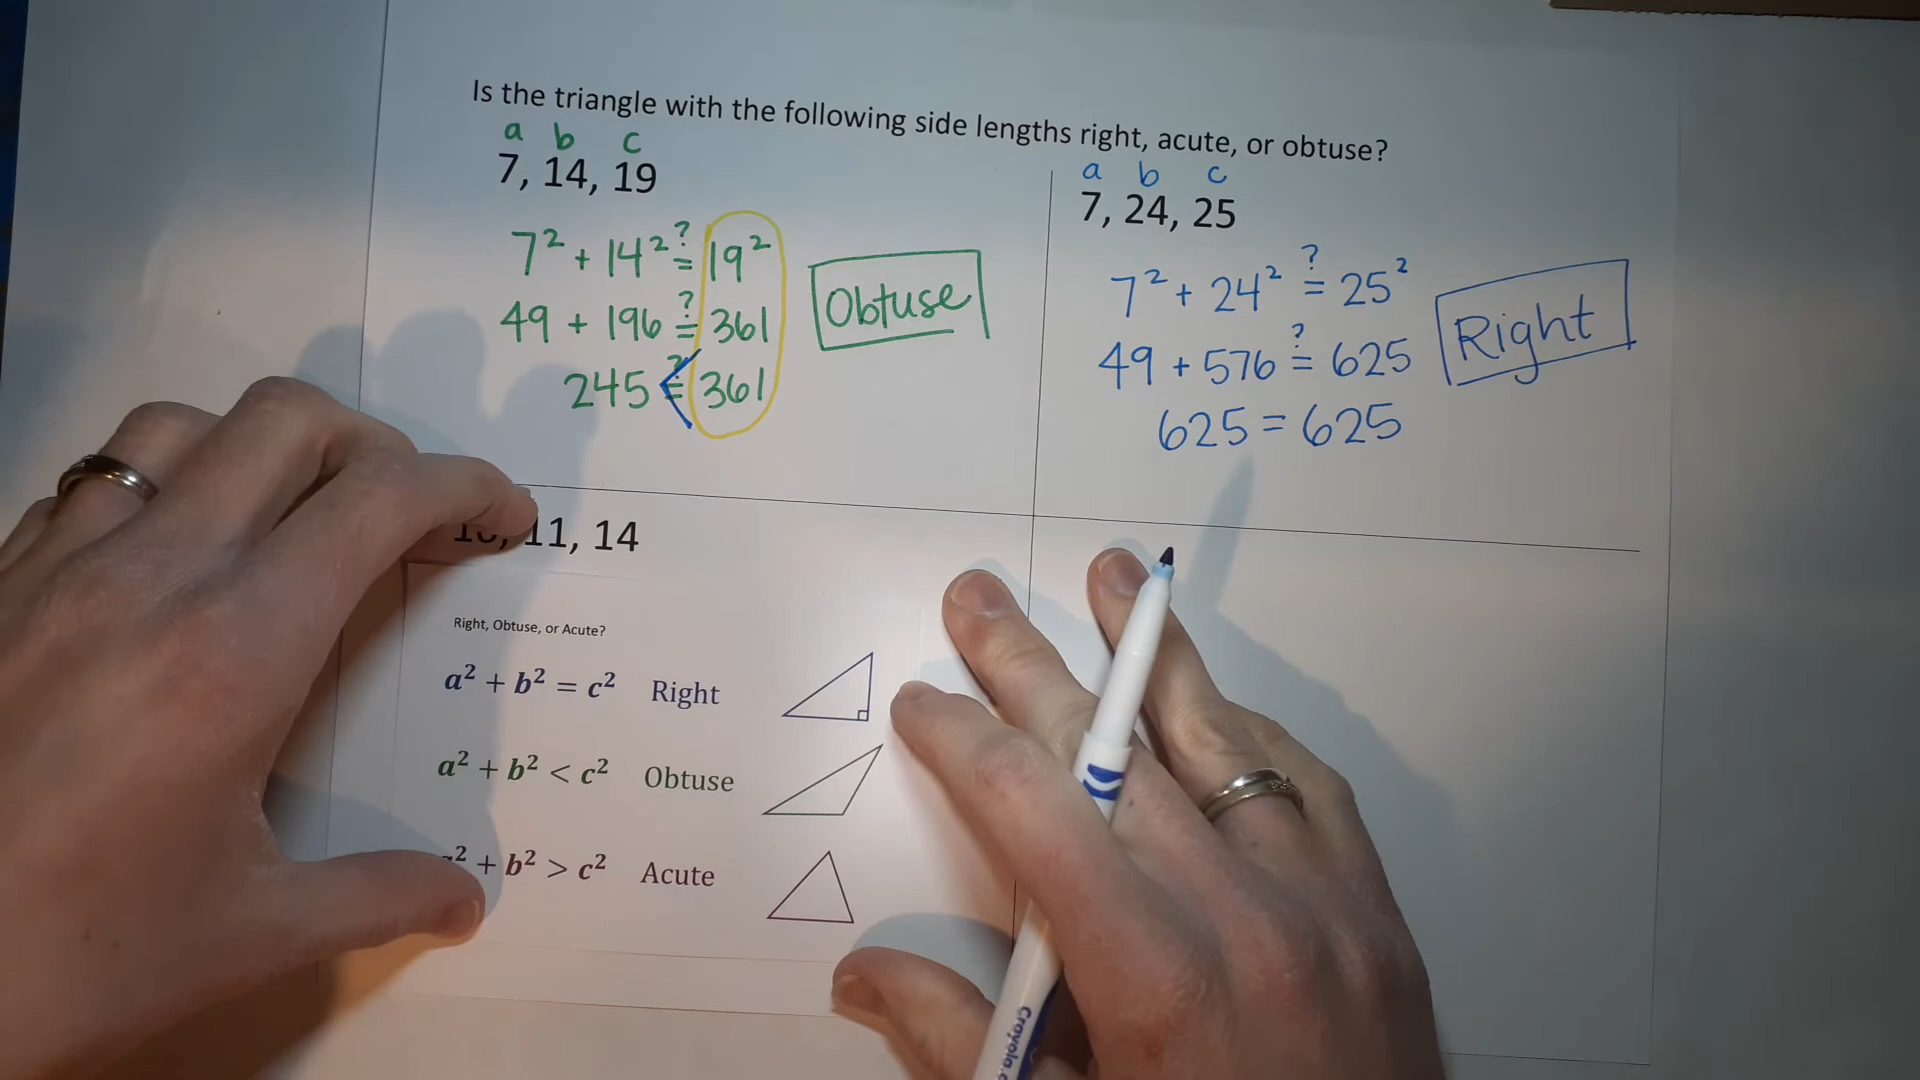 Is the triangle with the following side lengths right, acute, or obtuse?
a b c
7, 14, 19
7² + 14² ?= 19²
49 + 196 ?= 361
245 < ?= 361
Obtuse
a b c
7, 24, 25
7² + 24² ?= 25²
49 + 576 ?= 625
625 = 625
Right
11, 14
Right, Obtuse, or Acute?
a² + b² = c² Right
a² + b² < c² Obtuse
² + b² > c² Acute
Crayola